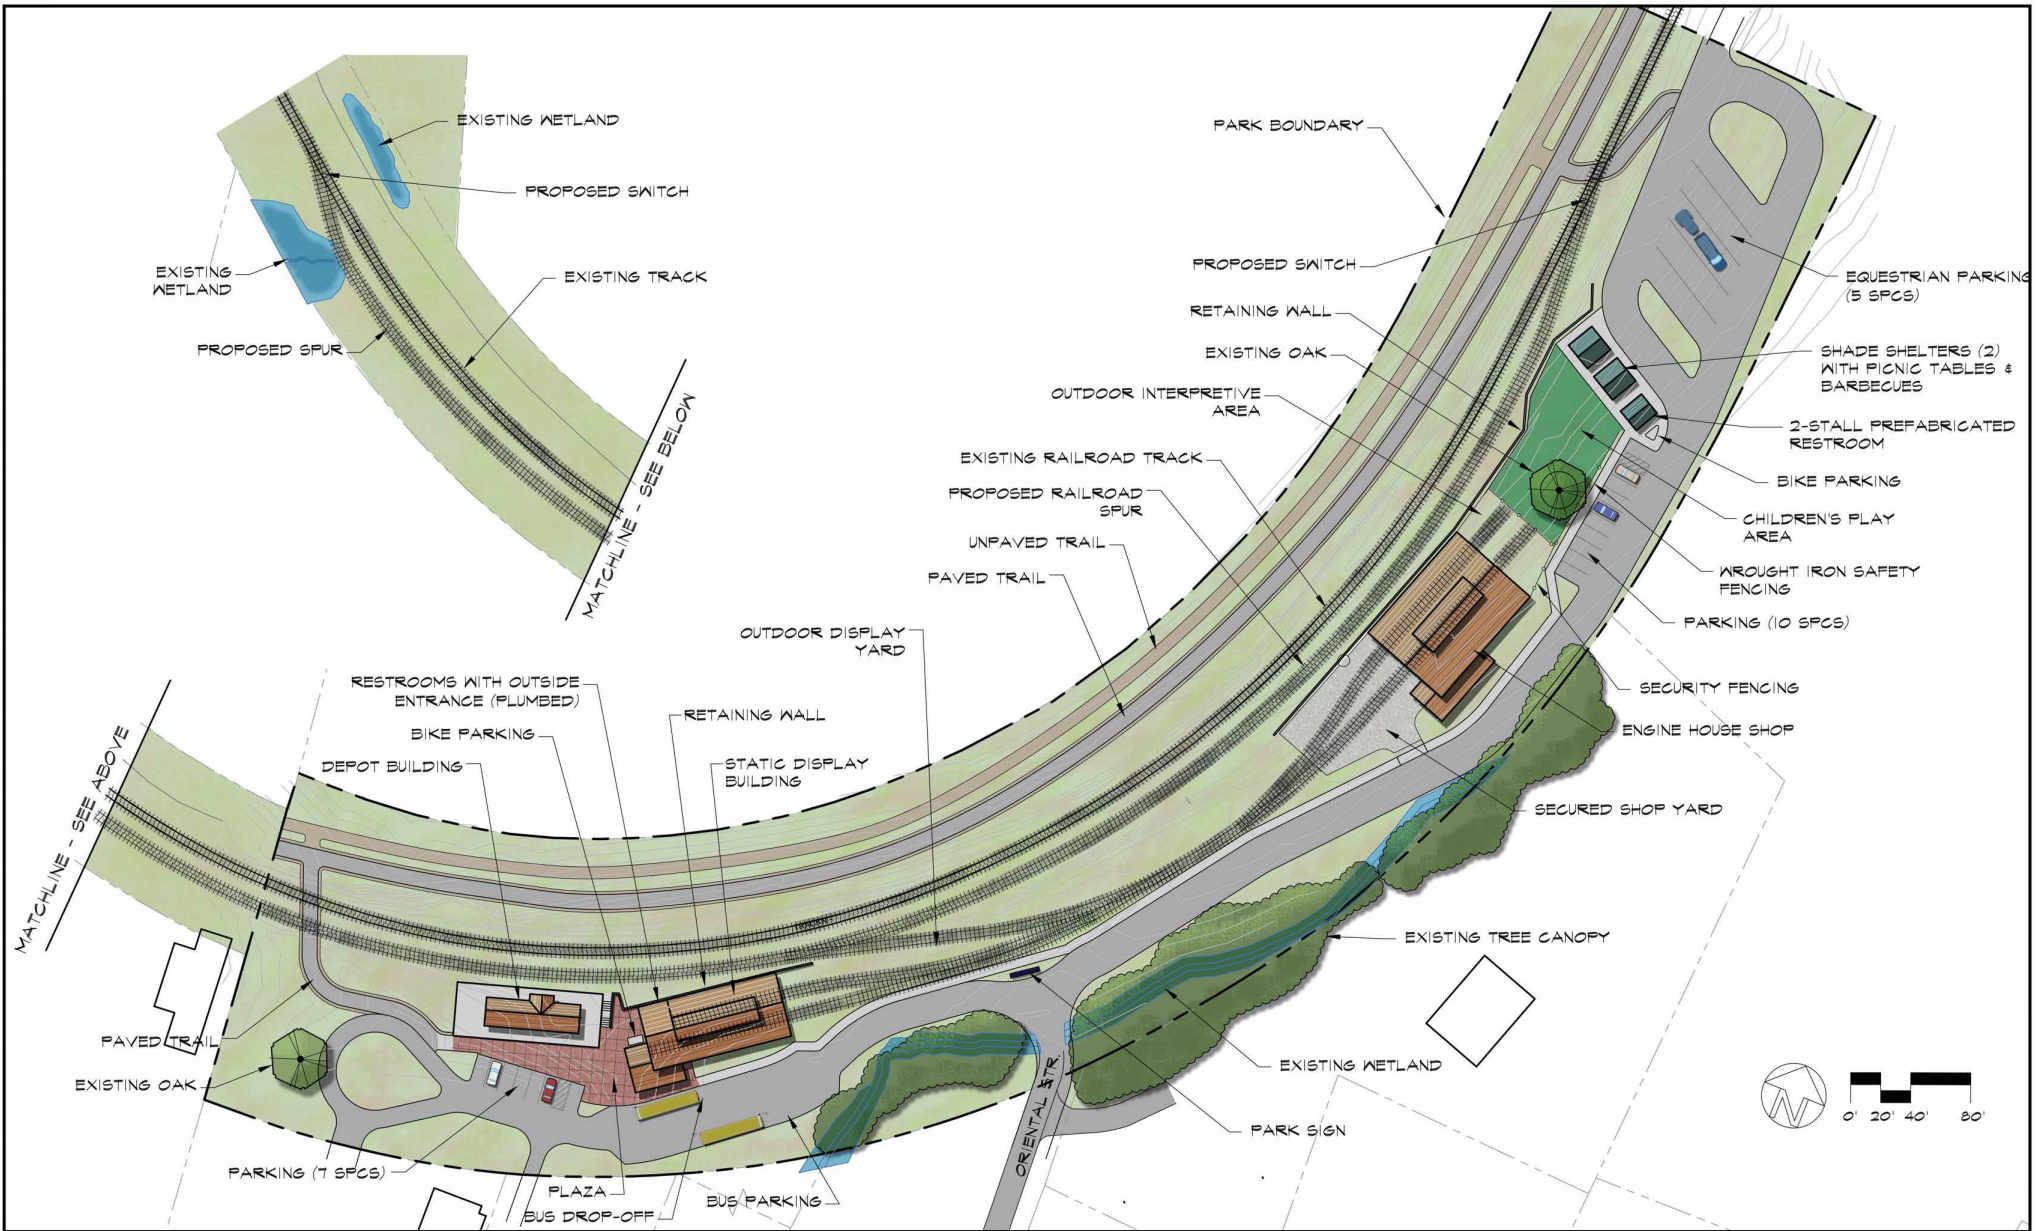 EXISTING WETLAND
PROPOSED SWITCH
EXISTING
WETLAND
EXISTING TRACK
PROPOSED SPUR
MATCHLINE - SEE BELOW
PARK BOUNDARY
PROPOSED SWITCH
RETAINING WALL
EXISTING OAK
OUTDOOR INTERPRETIVE
AREA
EXISTING RAILROAD TRACK
PROPOSED RAILROAD
SPUR
UNPAVED TRAIL
PAVED TRAIL
EQUESTRIAN PARKING
(5 SPCS)
SHADE SHELTERS (2)
WITH PICNIC TABLES &
BARBECUES
2-STALL PREFABRICATED
RESTROOM
BIKE PARKING
CHILDREN'S PLAY
AREA
WROUGHT IRON SAFETY
FENCING
PARKING (10 SPCS)
SECURITY FENCING
ENGINE HOUSE SHOP
SECURED SHOP YARD
OUTDOOR DISPLAY
YARD
RESTROOMS WITH OUTSIDE
ENTRANCE (PLUMBED)
RETAINING WALL
BIKE PARKING
STATIC DISPLAY
BUILDING
DEPOT BUILDING
MATCHLINE - SEE ABOVE
EXISTING TREE CANOPY
PAVED TRAIL
EXISTING OAK
EXISTING WETLAND
PARK SIGN
ORIENTAL STR.
PARKING (7 SPCS)
PLAZA
BUS DROP-OFF
BUS PARKING
N
0' 20' 40' 80'